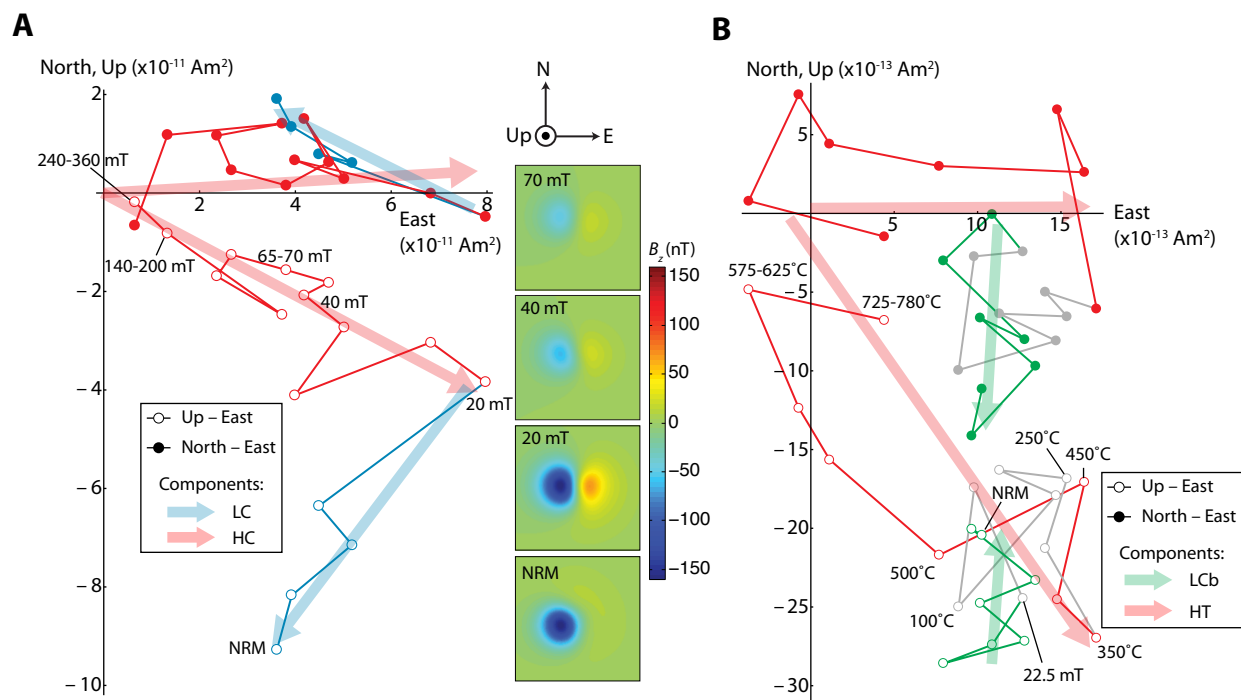 A
North, Up (x10⁻¹¹ Am²)
2
240-360 mT
2
4
6
8
East
(x10⁻¹¹ Am²)
140-200 mT
65-70 mT
− 2
40 mT
− 4
20 mT
Up – East
North – East
Components:
LC
HC
− 6
− 8
NRM
− 10
N
Up
E
70 mT
40 mT
20 mT
NRM
B_z (nT)
150
100
50
0
−50
−100
−150
B
North, Up (x10⁻¹³ Am²)
5
5
10
15
East
(x10⁻¹³ Am²)
575-625˚C
−5
725-780˚C
−10
−15
250˚C
450˚C
NRM
−20
500˚C
−25
100˚C
22.5 mT
350˚C
−30
Up – East
North – East
Components:
LCb
HT